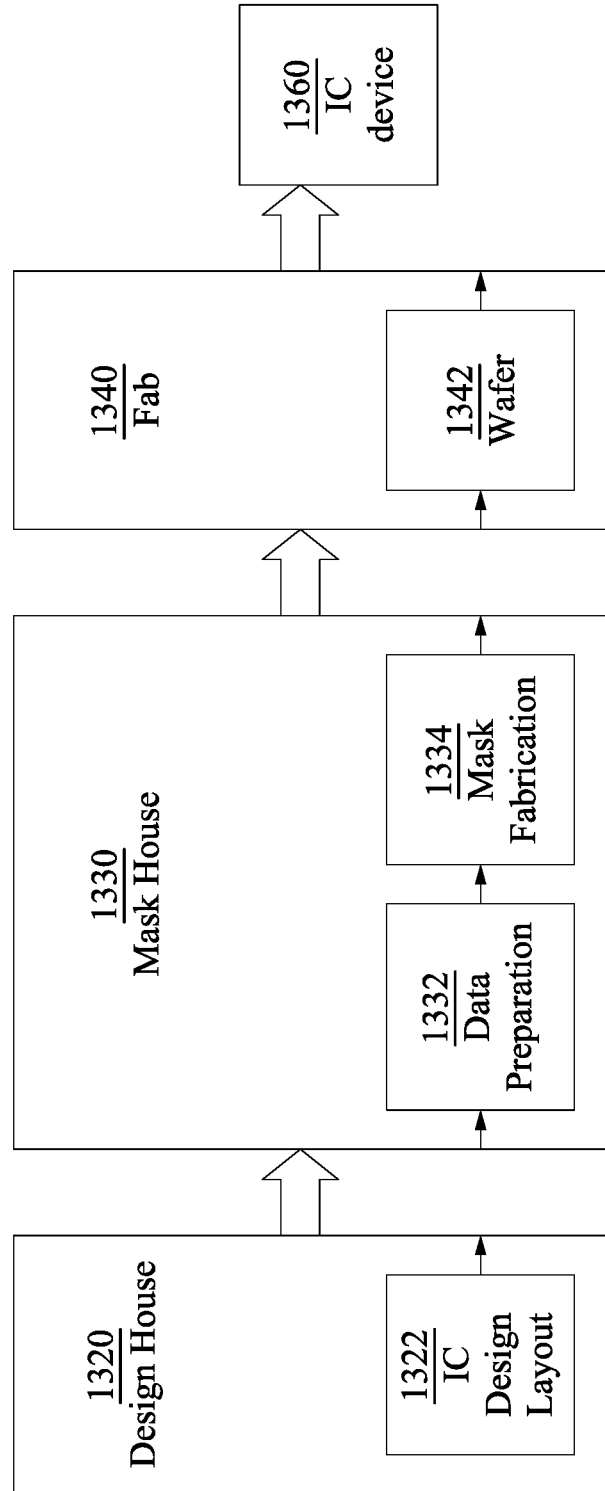 1320
Design House
1322
IC
Design
Layout
1330
Mask House
1332
Data
Preparation
1334
Mask
Fabrication
1340
Fab
1342
Wafer
1360
IC
device